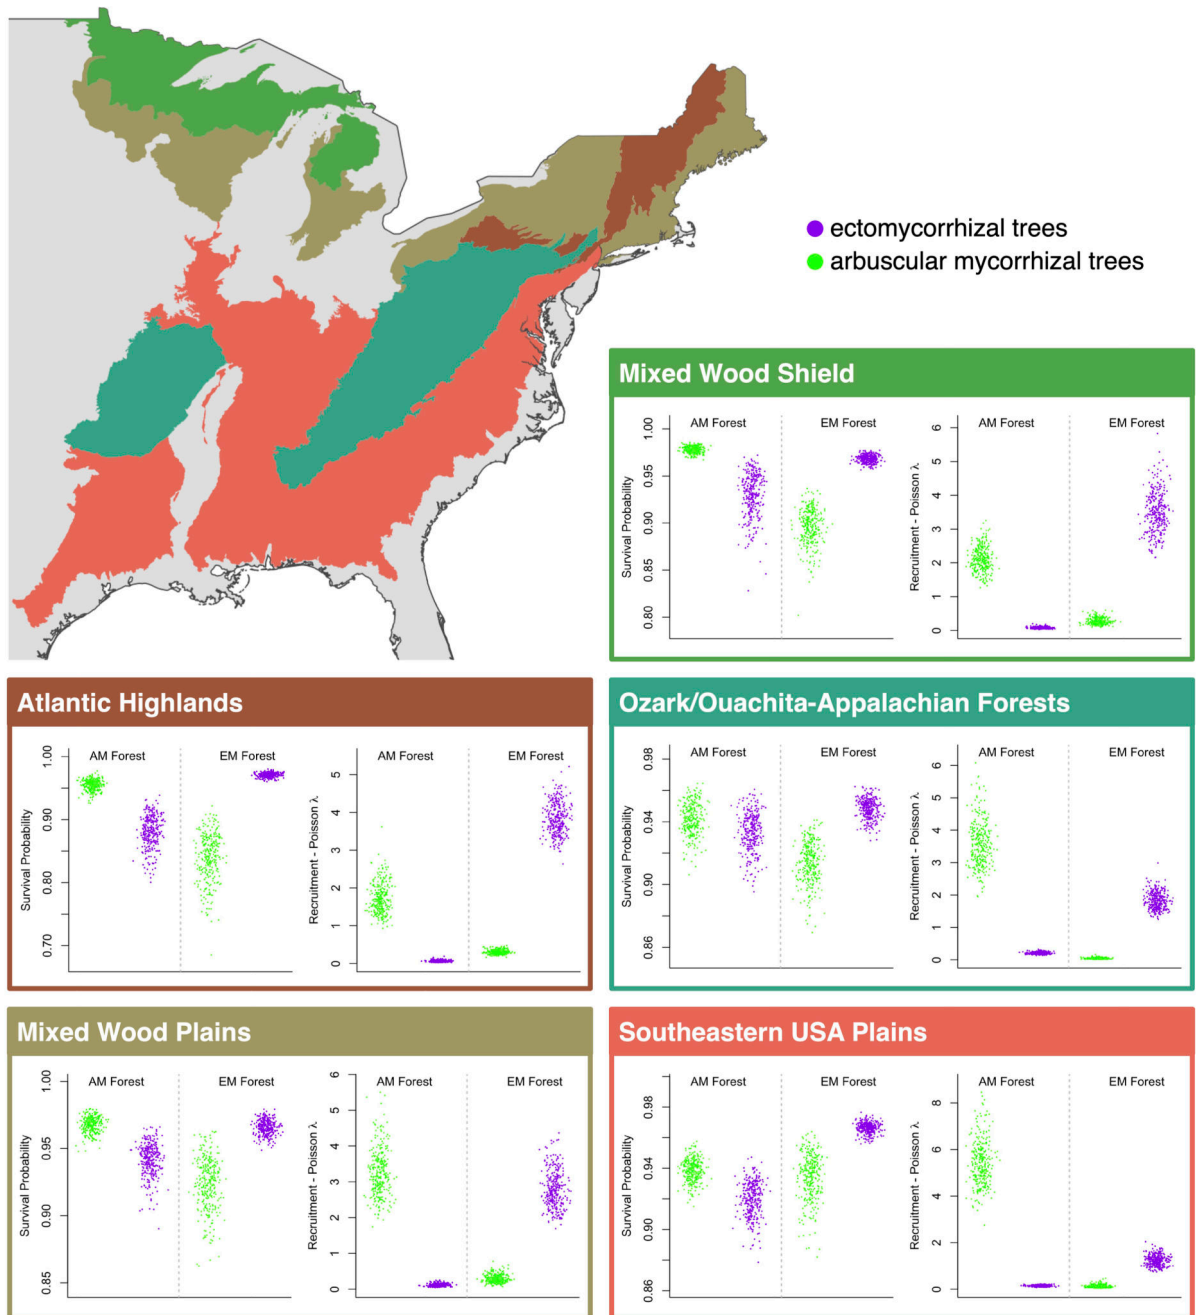 ectomycorrhizal trees
arbuscular mycorrhizal trees
Mixed Wood Shield
AM Forest EM Forest
Survival Probability
1.00
0.95
0.90
0.85
0.80
AM Forest EM Forest
Recruitment - Poisson λ
6
5
4
3
2
1
0
Atlantic Highlands
AM Forest EM Forest
Survival Probability
1.00
0.90
0.80
0.70
AM Forest EM Forest
Recruitment - Poisson λ
5
4
3
2
1
0
Ozark/Ouachita-Appalachian Forests
AM Forest EM Forest
Survival Probability
0.98
0.94
0.90
0.86
AM Forest EM Forest
Recruitment - Poisson λ
6
5
4
3
2
1
0
Mixed Wood Plains
AM Forest EM Forest
Survival Probability
1.00
0.95
0.90
0.85
AM Forest EM Forest
Recruitment - Poisson λ
6
5
4
3
2
1
0
Southeastern USA Plains
AM Forest EM Forest
Survival Probability
0.98
0.94
0.90
0.86
AM Forest EM Forest
Recruitment - Poisson λ
8
6
4
2
0